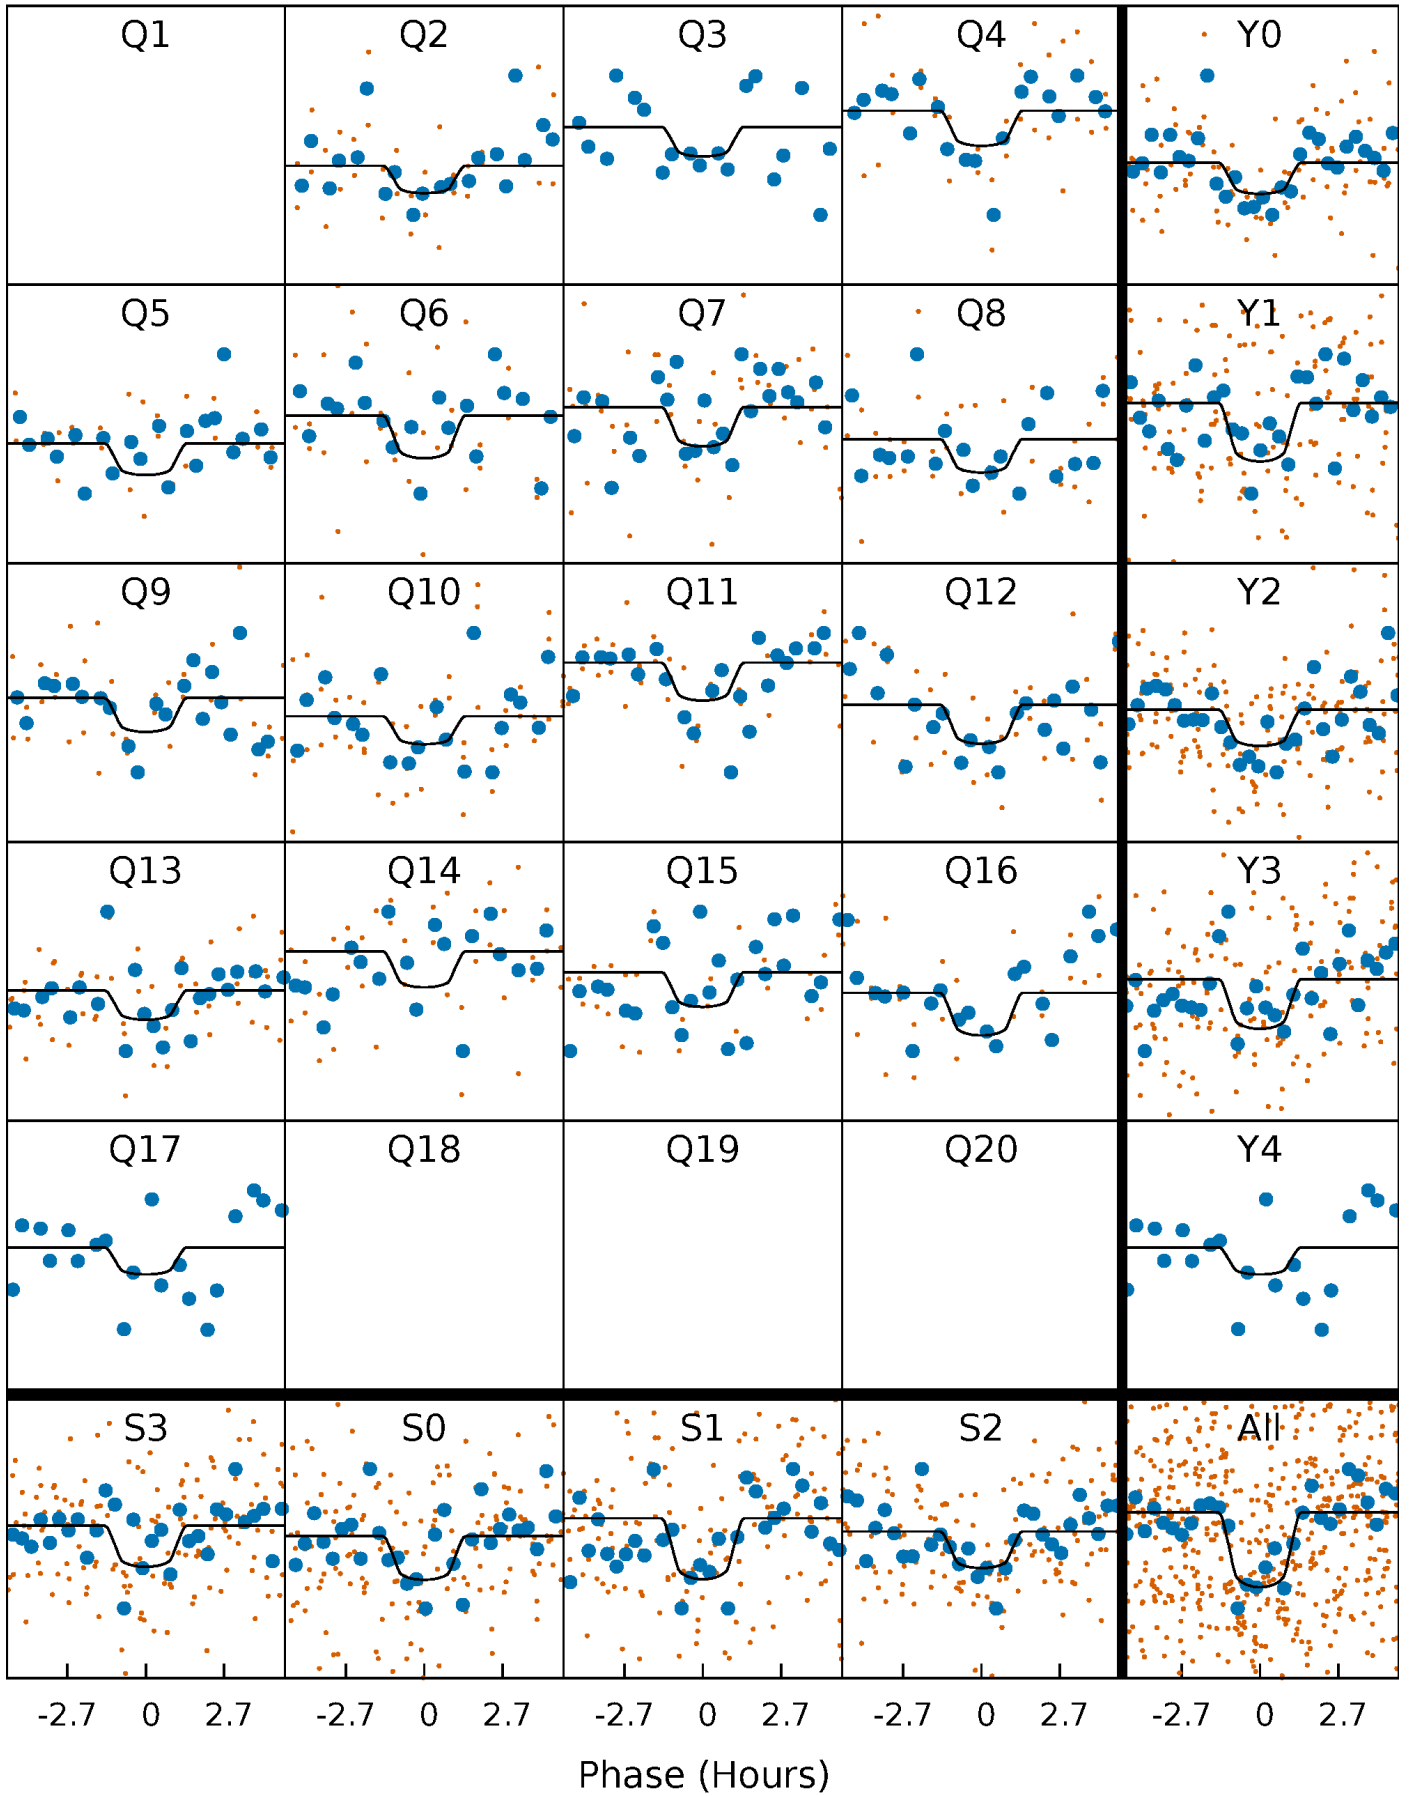 Q1 Q2 Q3 Q4 Y0
Q5 Q6 Q7 Q8 Y1
Q9 Q10 Q11 Q12 Y2
Q13 Q14 Q15 Q16 Y3
Q17 Q18 Q19 Q20 Y4
S3 S0 S1 S2 All
-2.7 0 2.7 -2.7 0 2.7 -2.7 0 2.7 -2.7 0 2.7 -2.7 0 2.7
Phase (Hours)